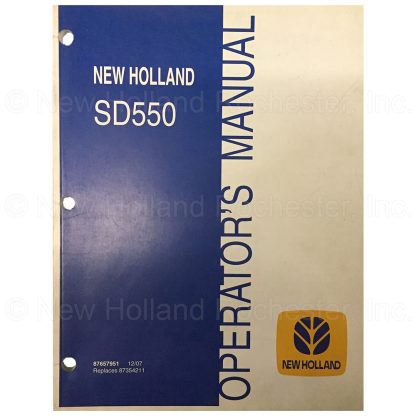 NEW HOLLAND
SD550
OPERATOR'S MANUAL
87657951 12/07
Replaces 87354211
NEW HOLLAND
© New Holland Rochester, Inc.
© New Holland Rochester, Inc.
© New Holland Rochester, Inc.